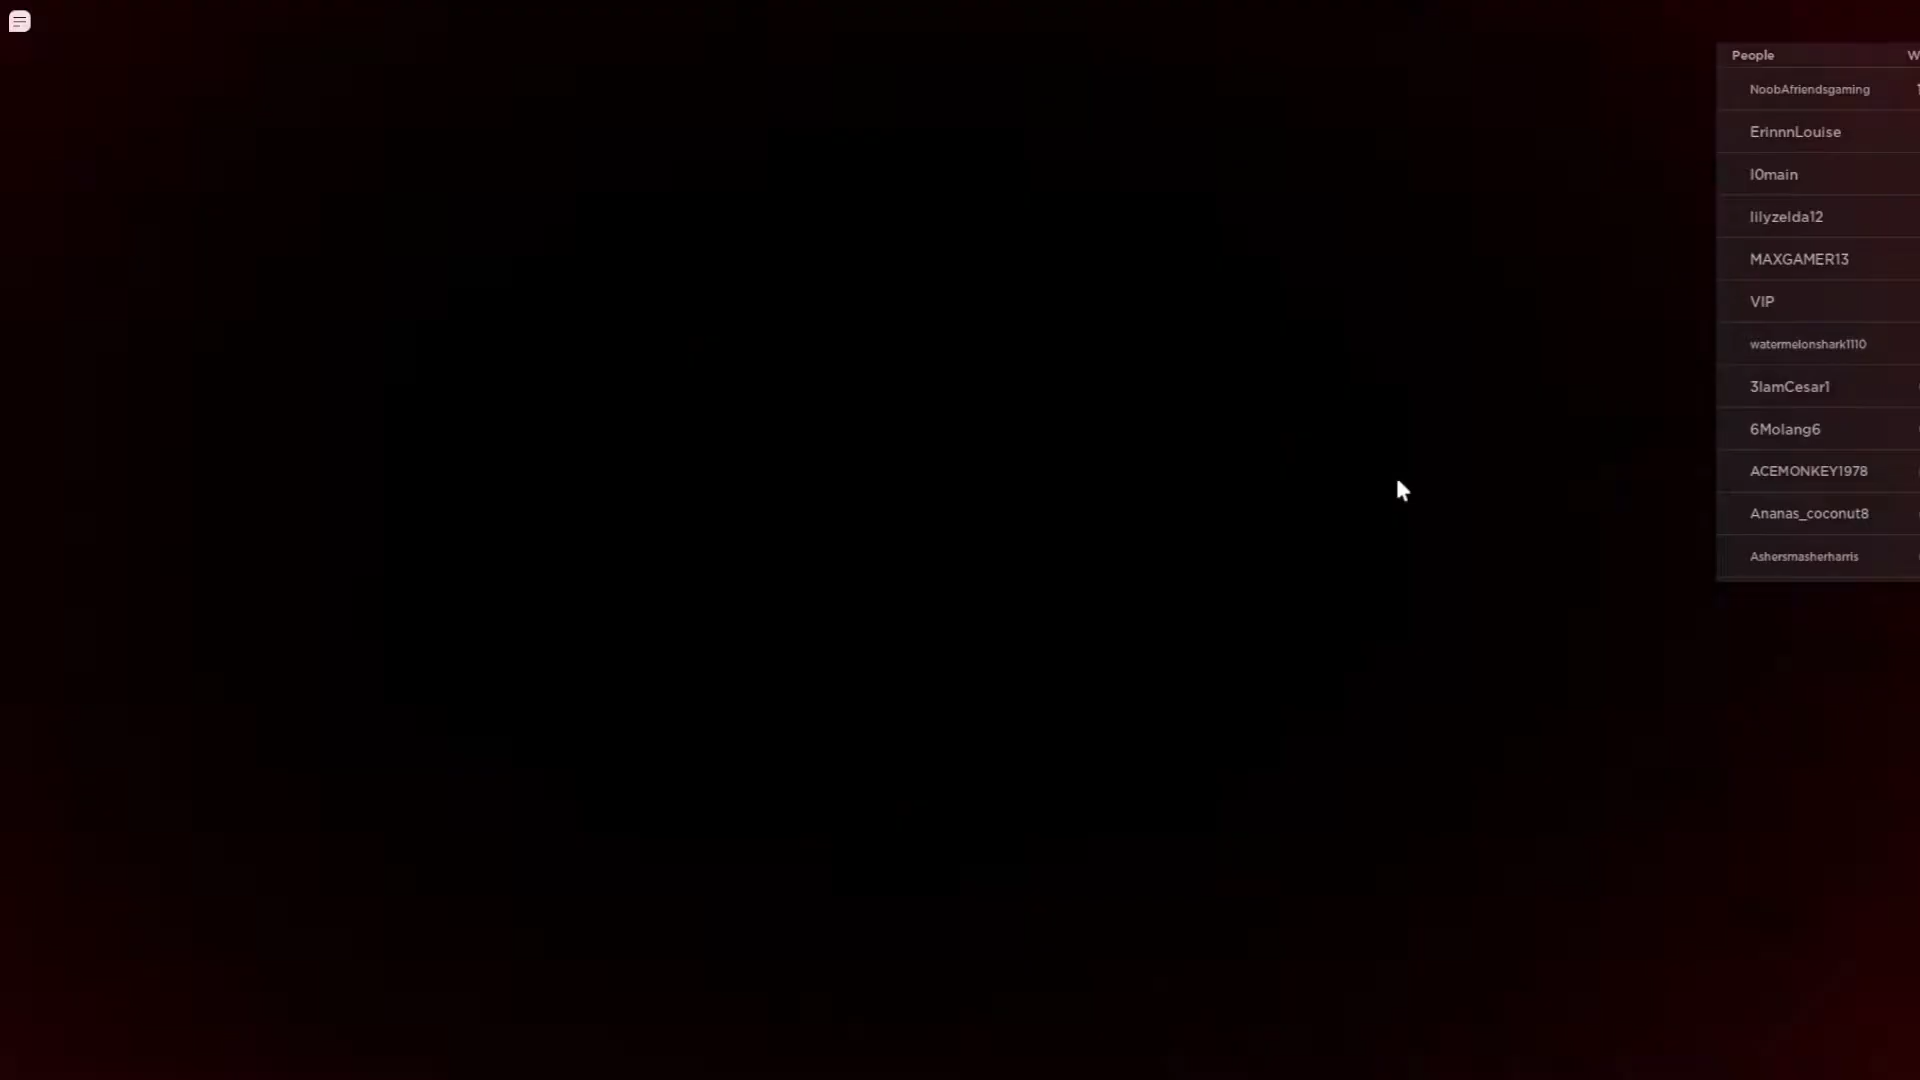 People W
NoobAfriendsgaming
ErinnnLouise
l0main
lilyzelda12
MAXGAMER13
VIP
watermelonshark1110
3IamCesar1
6Molang6
ACEMONKEY1978
Ananas_coconut8
Ashersmasherharris